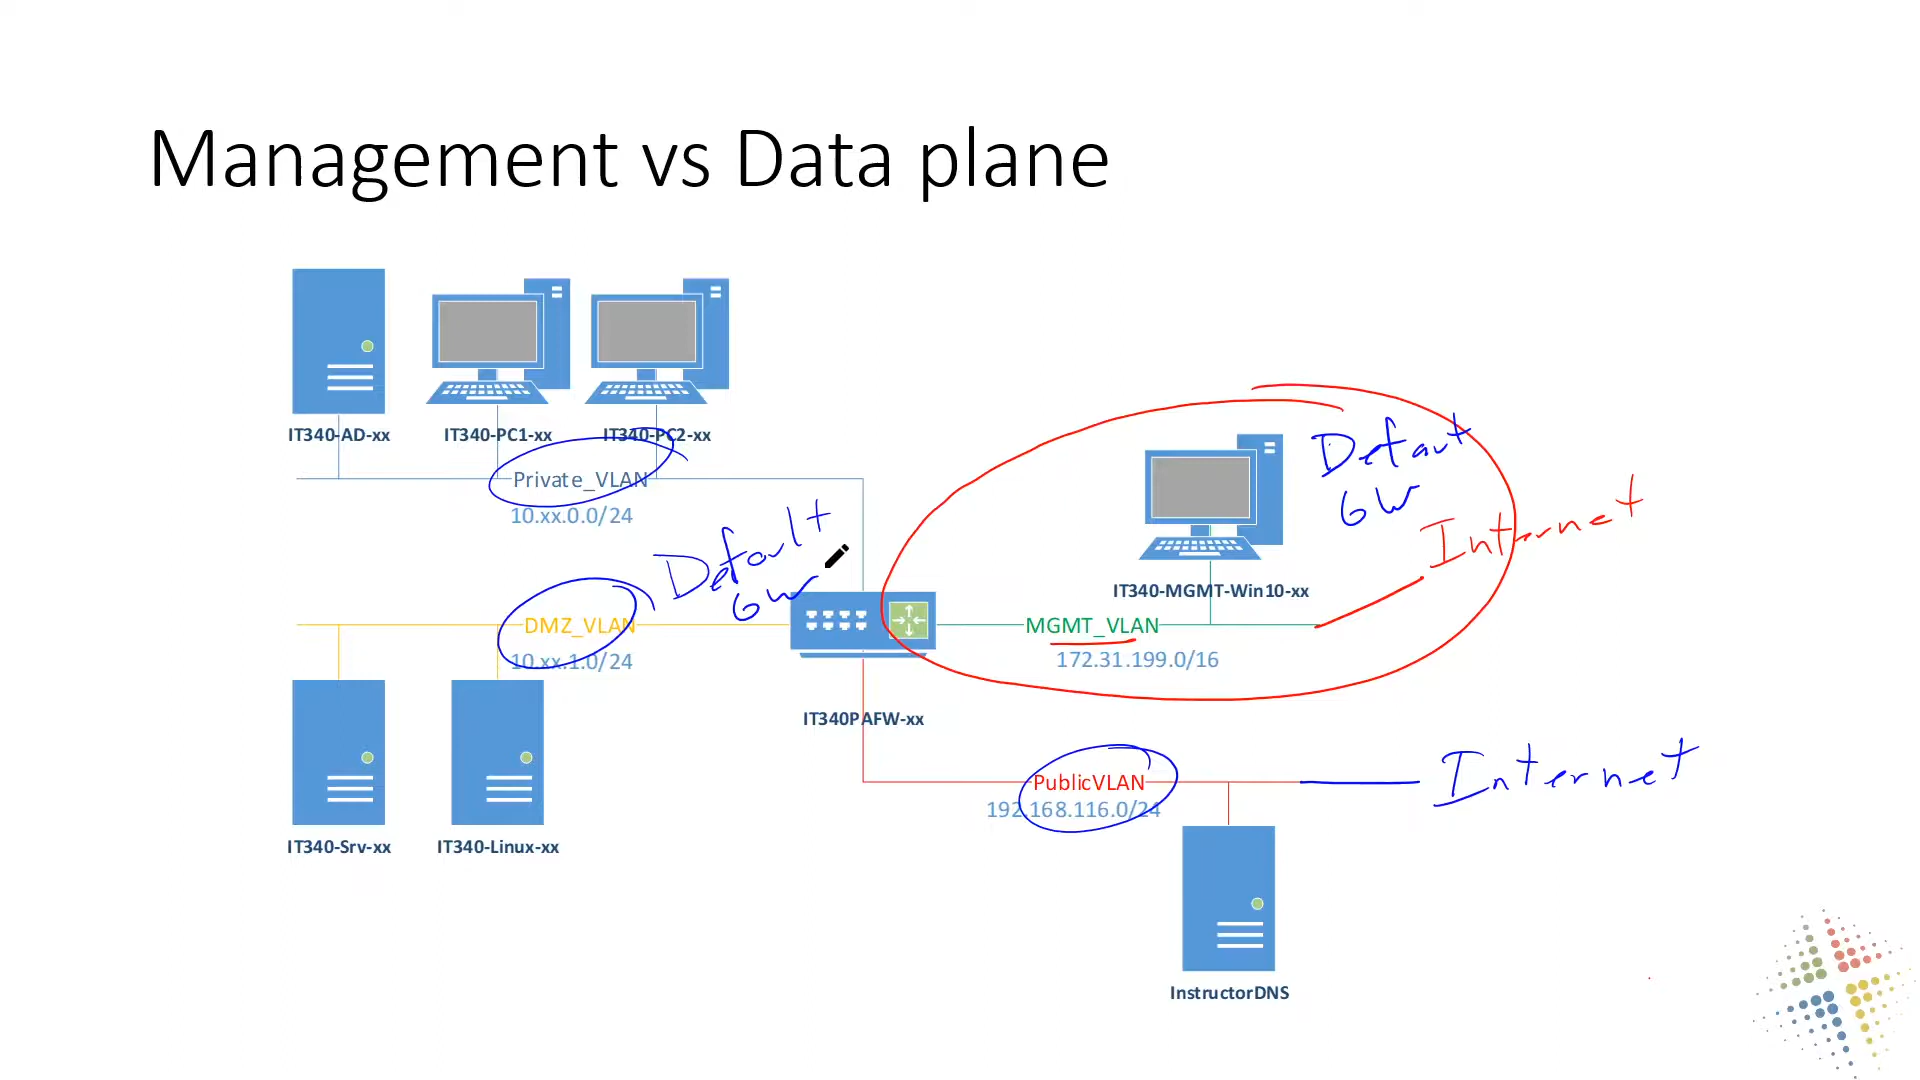 Management vs Data plane
IT340-AD-xx
IT340-PC1-xx
IT340-PC2-xx
Private_VLAN
10.xx.0.0/24
Defaut
GW
Internet
Default
GW
IT340-MGMT-Win10-xx
DMZ_VLAN
10.xx.1.0/24
MGMT_VLAN
172.31.199.0/16
IT340PAFW-xx
PublicVLAN
192.168.116.0/24
Internet
IT340-Srv-xx
IT340-Linux-xx
InstructorDNS